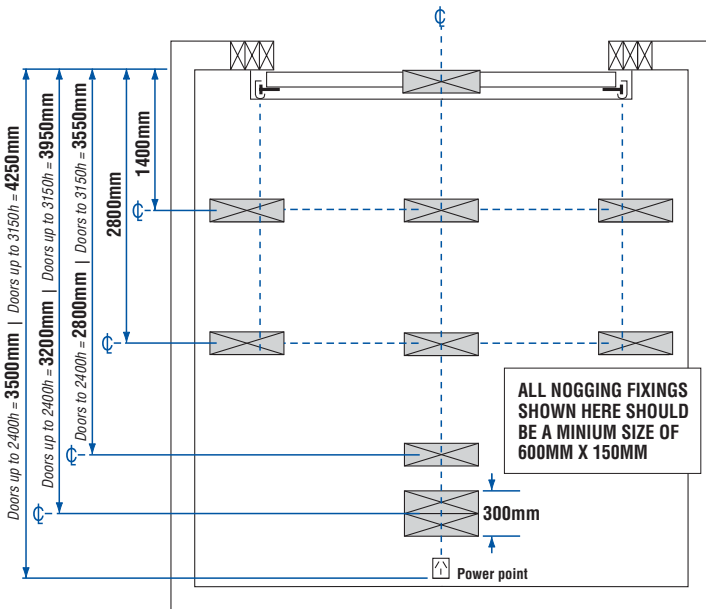 ℄
Doors up to 2400h = 3500mm | Doors up to 3150h = 4250mm
Doors up to 2400h = 3200mm | Doors up to 3150h = 3950mm
Doors to 2400h = 2800mm | Doors to 3150h = 3550mm
2800mm
1400mm
℄
℄
℄
℄
ALL NOGGING FIXINGS
SHOWN HERE SHOULD
BE A MINIUM SIZE OF
600MM X 150MM
300mm
Power point